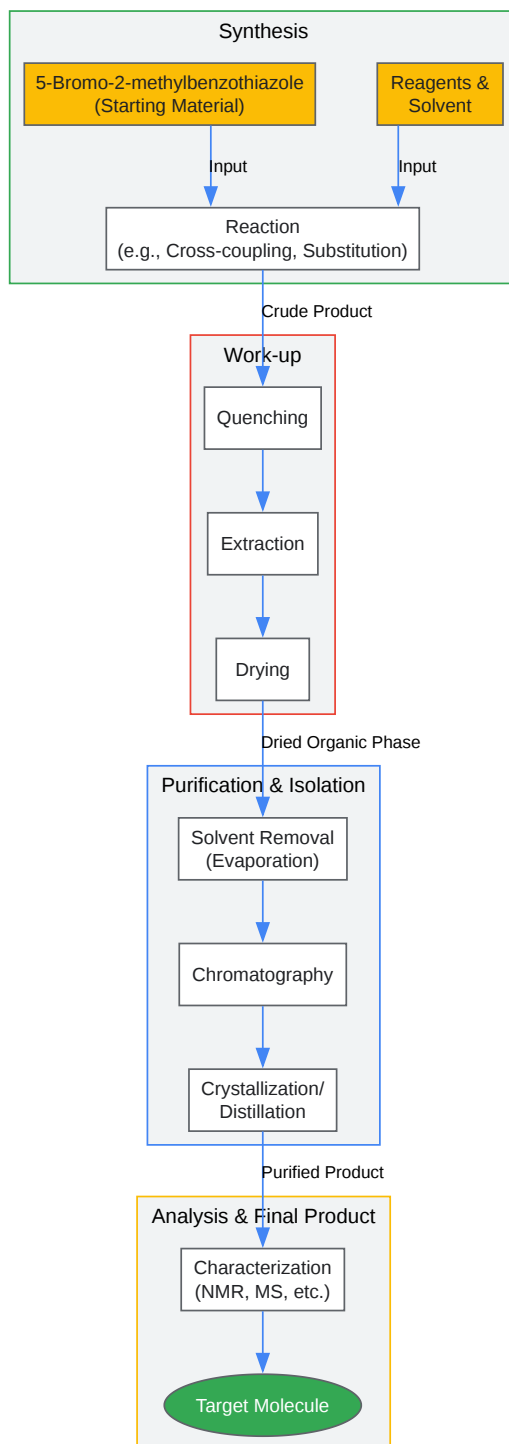 Synthesis
5-Bromo-2-methylbenzothiazole
(Starting Material)
Reagents &
Solvent
Input
Input
Reaction
(e.g., Cross-coupling, Substitution)
Crude Product
Work-up
Quenching
Extraction
Drying
Dried Organic Phase
Purification & Isolation
Solvent Removal
(Evaporation)
Chromatography
Crystallization/
Distillation
Purified Product
Analysis & Final Product
Characterization
(NMR, MS, etc.)
Target Molecule